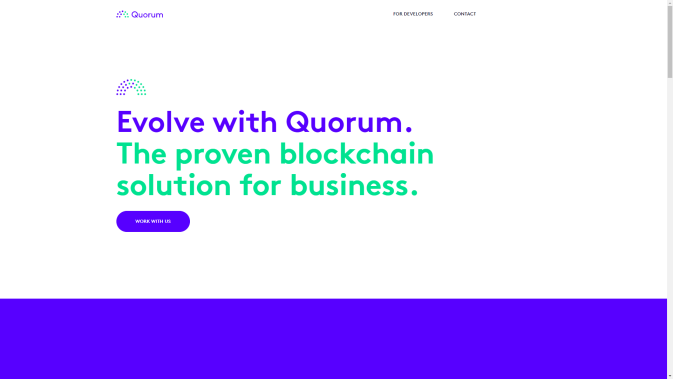 Quorum
FOR DEVELOPERS
CONTACT
Evolve with Quorum.
The proven blockchain
solution for business.
WORK WITH US